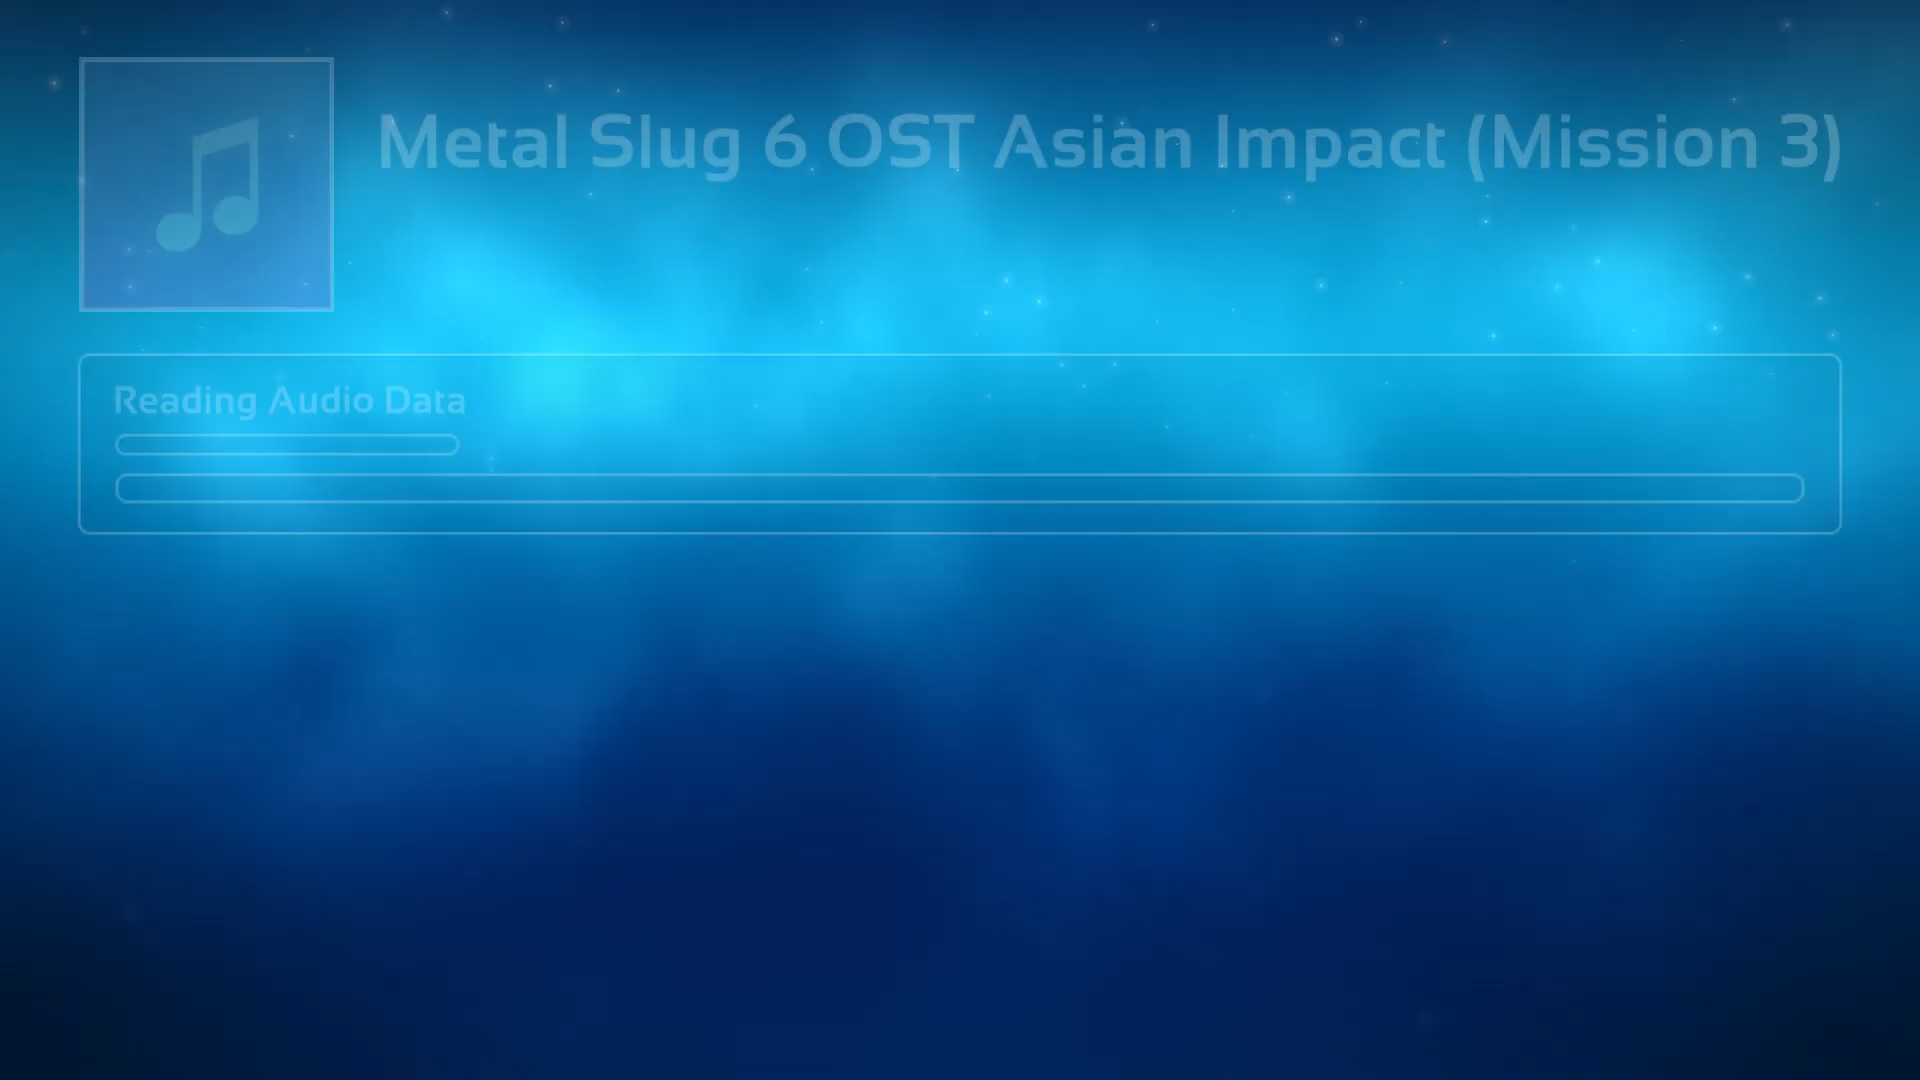 Metal Slug 6 OST Asian Impact (Mission 3)
Reading Audio Data